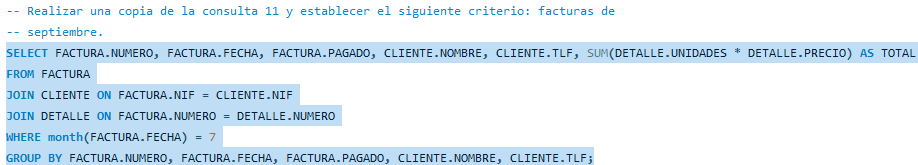 -- Realizar una copia de la consulta 11 y establecer el siguiente criterio: facturas de
-- septiembre.
SELECT FACTURA.NUMERO, FACTURA.FECHA, FACTURA.PAGADO, CLIENTE.NOMBRE, CLIENTE.TLF, SUM(DETALLE.UNIDADES * DETALLE.PRECIO) AS TOTAL
FROM FACTURA
JOIN CLIENTE ON FACTURA.NIF = CLIENTE.NIF
JOIN DETALLE ON FACTURA.NUMERO = DETALLE.NUMERO
WHERE month(FACTURA.FECHA) = 7
GROUP BY FACTURA.NUMERO, FACTURA.FECHA, FACTURA.PAGADO, CLIENTE.NOMBRE, CLIENTE.TLF;